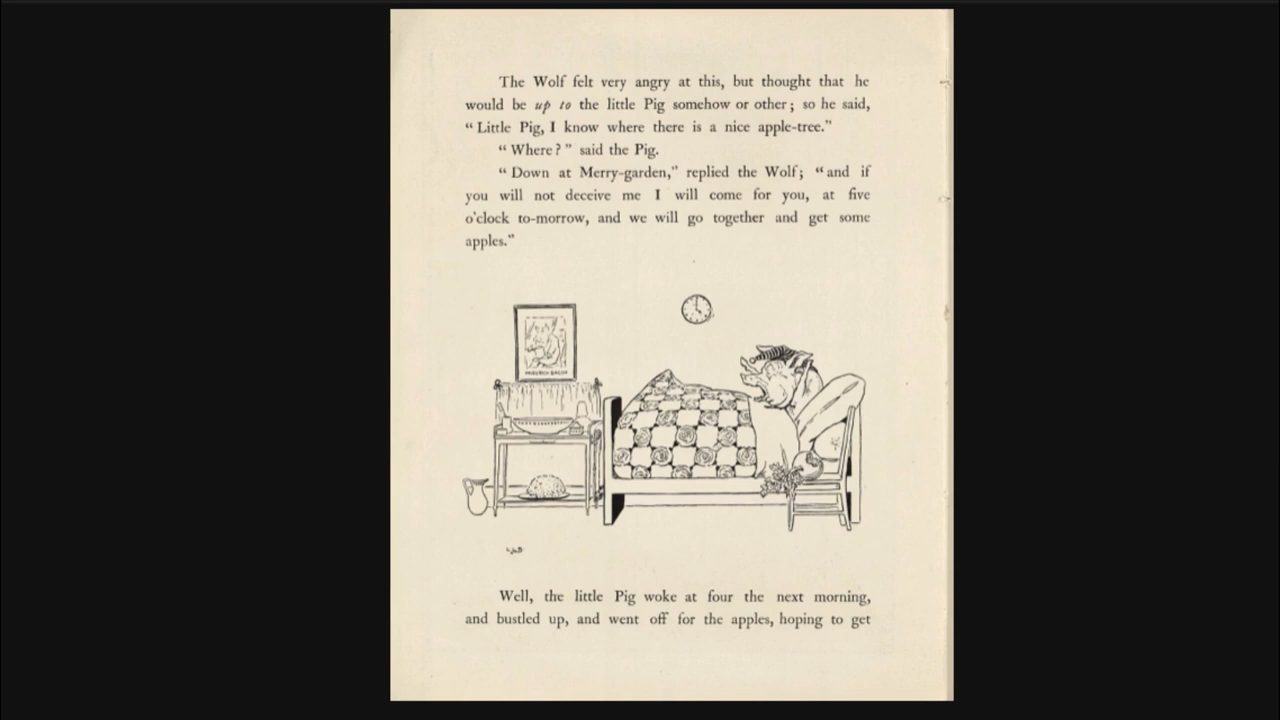 The Wolf felt very angry at this, but thought that he
would be up to the little Pig somehow or other; so he said,
“ Little Pig, I know where there is a nice apple-tree.”
“ Where? ” said the Pig.
“ Down at Merry-garden,” replied the Wolf; “ and if
you will not deceive me I will come for you, at five
o'clock to-morrow, and we will go together and get some
apples.”
Well, the little Pig woke at four the next morning,
and bustled up, and went off for the apples, hoping to get